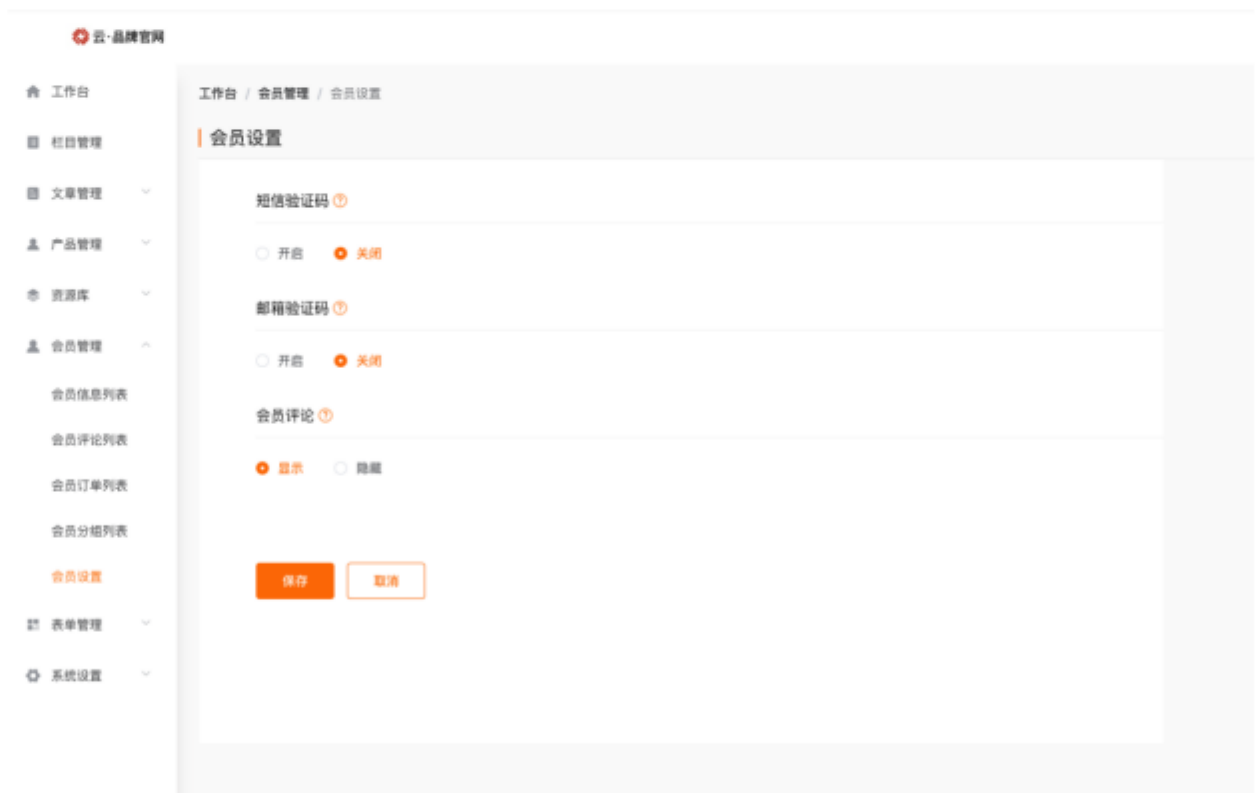 云·品牌官网
工作台
栏目管理
文章管理
产品管理
资源库
会员管理
会员信息列表
会员评论列表
会员订单列表
会员分组列表
会员设置
表单管理
系统设置
工作台 / 会员管理 / 会员设置
会员设置
短信验证码 ?
开启 关闭
邮箱验证码 ?
开启 关闭
会员评论 ?
显示 隐藏
保存 取消